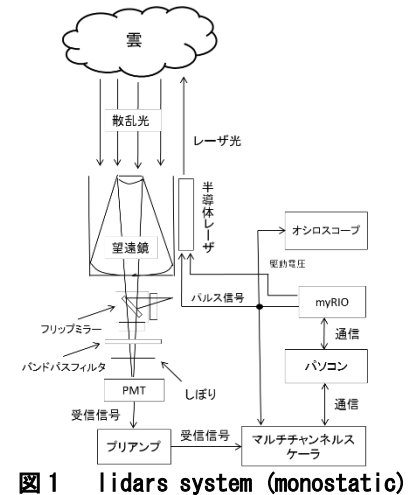 雲
散乱光
レーザ光
半導体レーザ
望遠鏡
オシロスコープ
駆動電圧
パルス信号
myRIO
フリップミラー
通信
バンドパスフィルタ
パソコン
しぼり
PMT
通信
受信信号
受信信号
プリアンプ
マルチチャンネルス
ケーラ
図1 lidars system (monostatic)